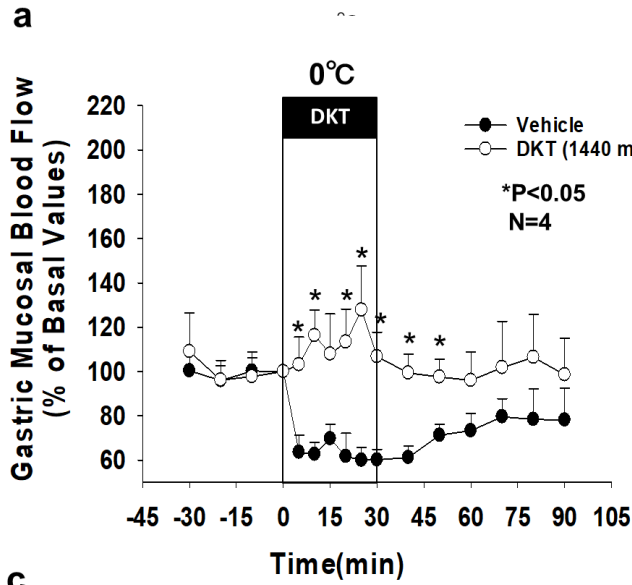 a
0°C
DKT
Gastric Mucosal Blood Flow
(% of Basal Values)
220
200
180
160
140
120
100
80
60
Vehicle
DKT (1440 m
*P<0.05
N=4
* * * * * * *
-45 -30 -15 0 15 30 45 60 75 90 105
Time(min)
c